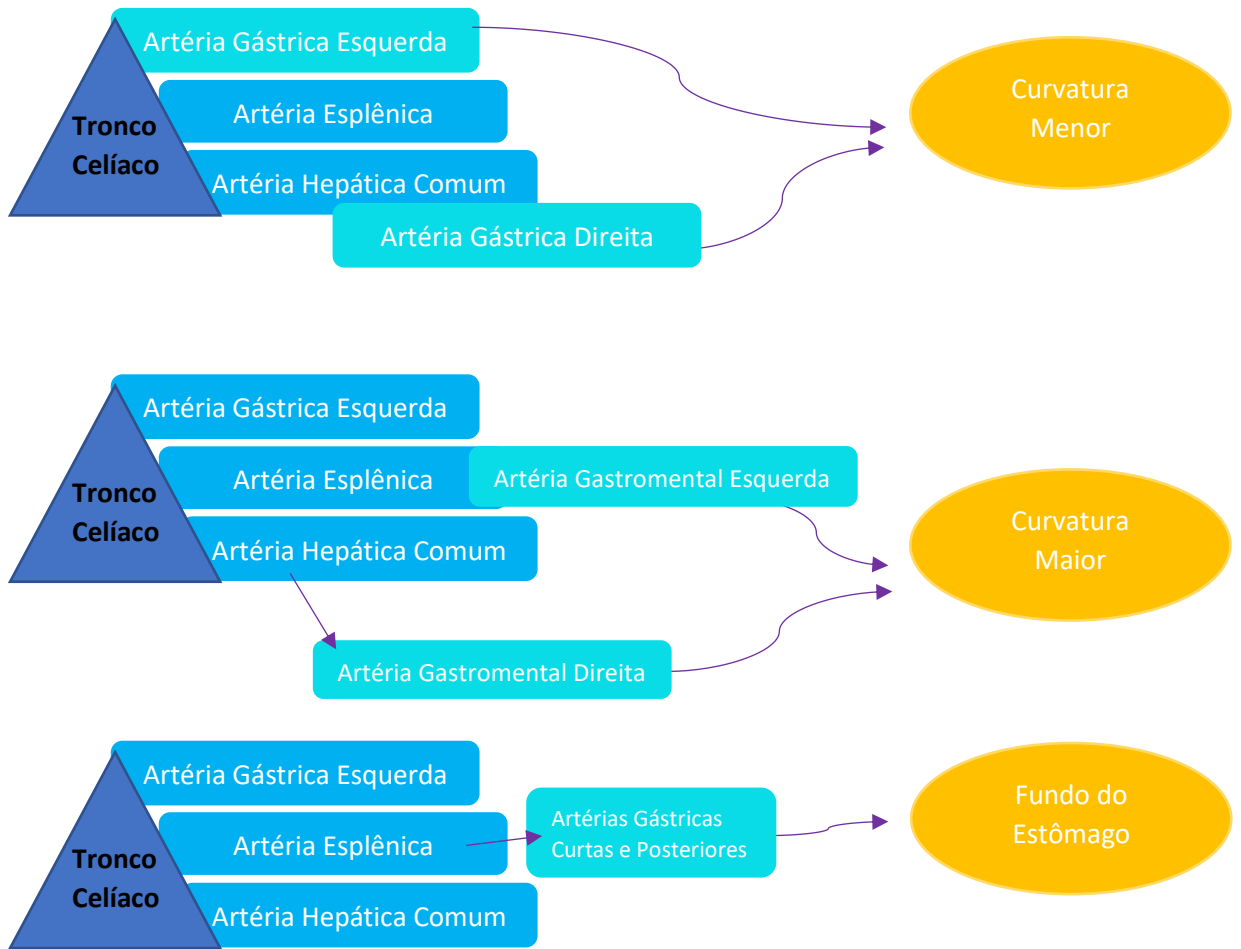 Artéria Gástrica Esquerda
Tronco
Celíaco
Artéria Esplênica
Artéria Hepática Comum
Artéria Gástrica Direita
Curvatura
Menor
Artéria Gástrica Esquerda
Tronco
Celíaco
Artéria Esplênica
Artéria Gastromental Esquerda
Artéria Hepática Comum
Artéria Gastromental Direita
Curvatura
Maior
Artéria Gástrica Esquerda
Tronco
Celíaco
Artéria Esplênica
Artérias Gástricas
Curtas e Posteriores
Artéria Hepática Comum
Fundo do
Estômago